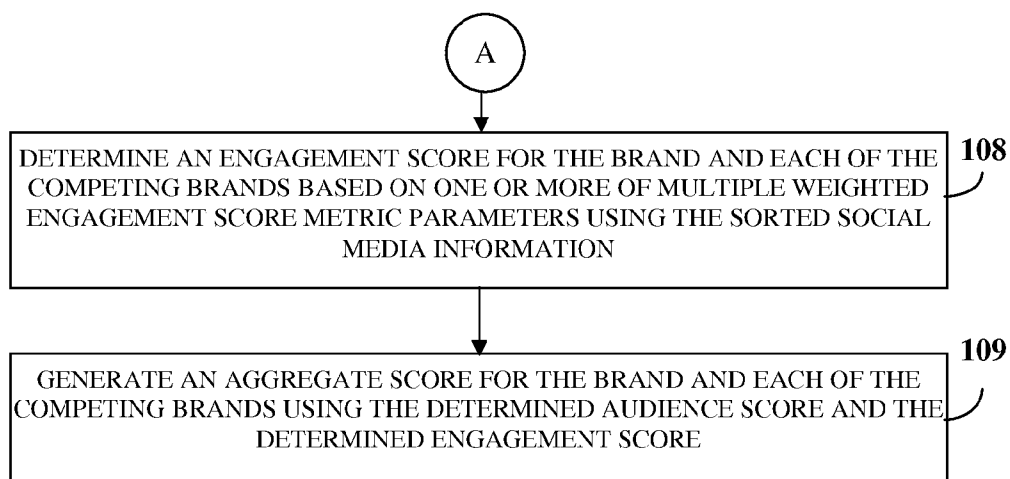 A
DETERMINE AN ENGAGEMENT SCORE FOR THE BRAND AND EACH OF THE
COMPETING BRANDS BASED ON ONE OR MORE OF MULTIPLE WEIGHTED
ENGAGEMENT SCORE METRIC PARAMETERS USING THE SORTED SOCIAL
MEDIA INFORMATION
108
GENERATE AN AGGREGATE SCORE FOR THE BRAND AND EACH OF THE
COMPETING BRANDS USING THE DETERMINED AUDIENCE SCORE AND THE
DETERMINED ENGAGEMENT SCORE
109